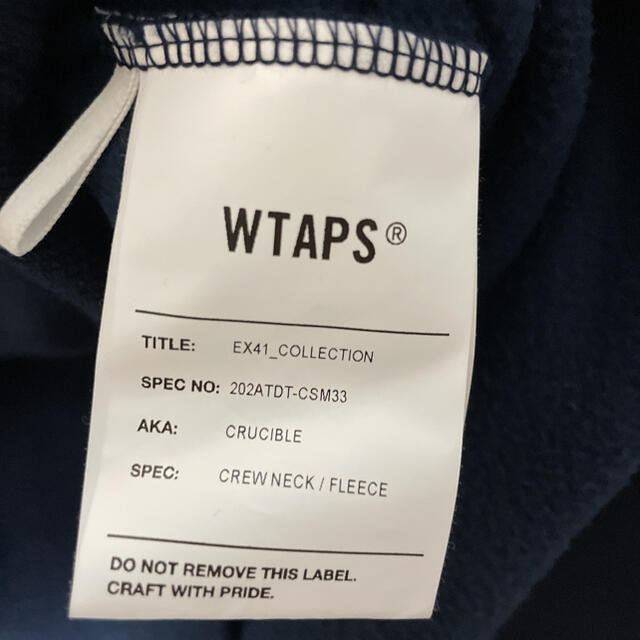 WTAPS®
TITLE: EX41_COLLECTION
SPEC NO: 202ATDT-CSM33
AKA: CRUCIBLE
SPEC: CREW NECK / FLEECE
DO NOT REMOVE THIS LABEL.
CRAFT WITH PRIDE.